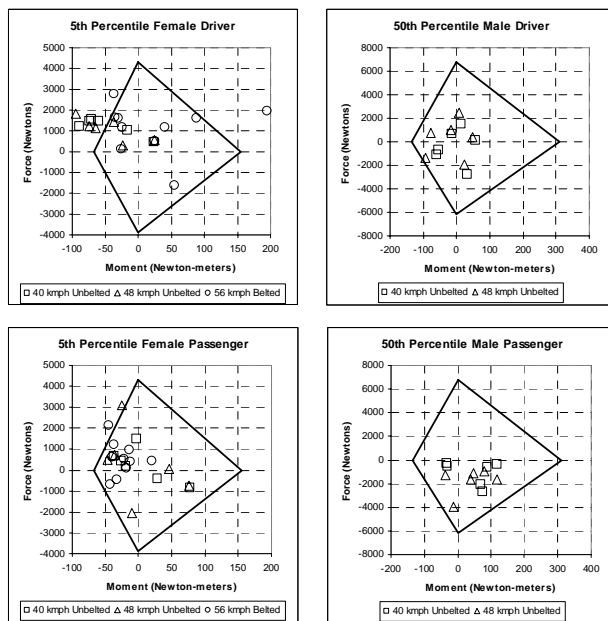 5th Percentile Female Driver
Force (Newtons)
5000
4000
3000
2000
1000
0
-1000
-2000
-3000
-4000
-100 -50 0 50 100 150 200
Moment (Newton-meters)
40 kmph Unbelted 48 kmph Unbelted 56 kmph Belted
50th Percentile Male Driver
Force (Newtons)
8000
6000
4000
2000
0
-2000
-4000
-6000
-8000
-200 -100 0 100 200 300 400
Moment (Newton-meters)
40 kmph Unbelted 48 kmph Unbelted
5th Percentile Female Passenger
Force (Newtons)
5000
4000
3000
2000
1000
0
-1000
-2000
-3000
-4000
-100 -50 0 50 100 150 200
Moment (Newton-meters)
40 kmph Unbelted 48 kmph Unbelted 56 kmph Belted
50th Percentile Male Passenger
Force (Newtons)
8000
6000
4000
2000
0
-2000
-4000
-6000
-8000
-200 -100 0 100 200 300 400
Moment (Newton-meters)
40 kmph Unbelted 48 kmph Unbelted